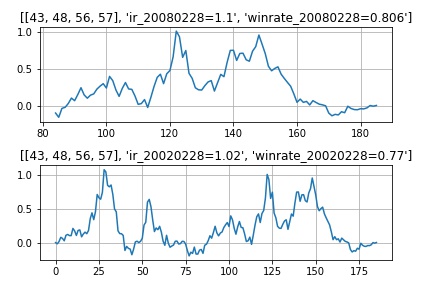 [[43, 48, 56, 57], 'ir_20080228=1.1', 'winrate_20080228=0.806']
1.0
0.5
0.0
80 100 120 140 160 180
[[43, 48, 56, 57], 'ir_20020228=1.02', 'winrate_20020228=0.77']
1.0
0.5
0.0
0 25 50 75 100 125 150 175